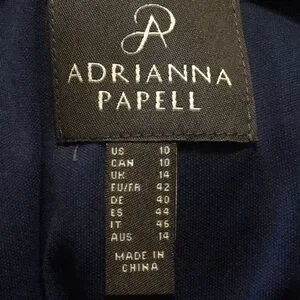 ADRIANNA
PAPELL
US 10
CAN 10
UK 14
EU/FR 42
DE 40
ES 44
IT 46
AUS 14
MADE IN
CHINA